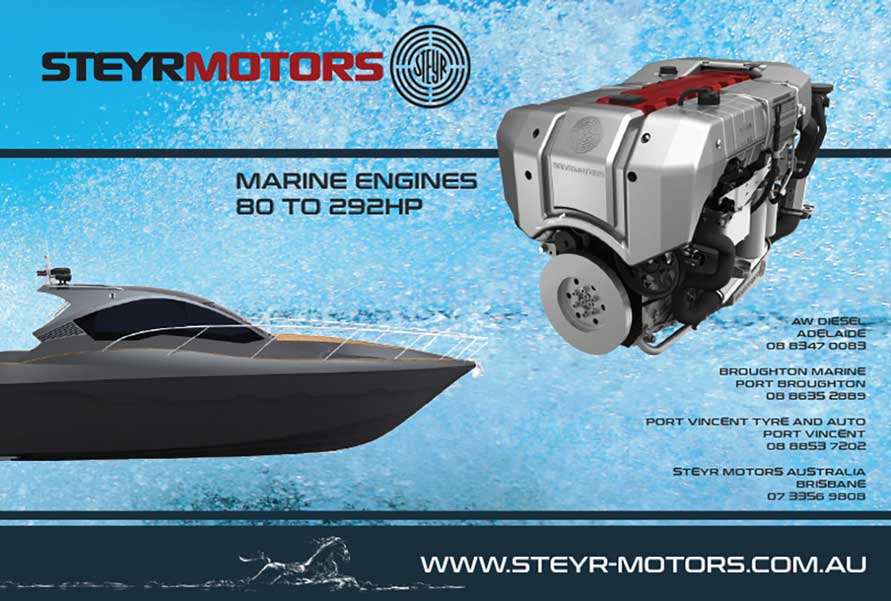 STEYRMOTORS
STEYR
MARINE ENGINES
80 TO 292HP
STEYRMOTORS
AW DIESEL
ADELAIDE
08 8347 0083
BROUGHTON MARINE
PORT BROUGHTON
08 8635 2889
PORT VINCENT TYRE AND AUTO
PORT VINCENT
08 8853 7202
STEYR MOTORS AUSTRALIA
BRISBANE
07 3356 9808
WWW.STEYR-MOTORS.COM.AU